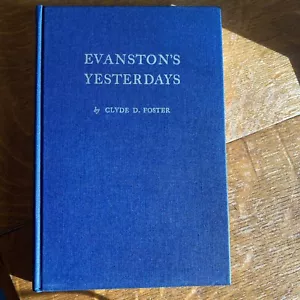 EVANSTON'S
YESTERDAYS
by CLYDE D. FOSTER